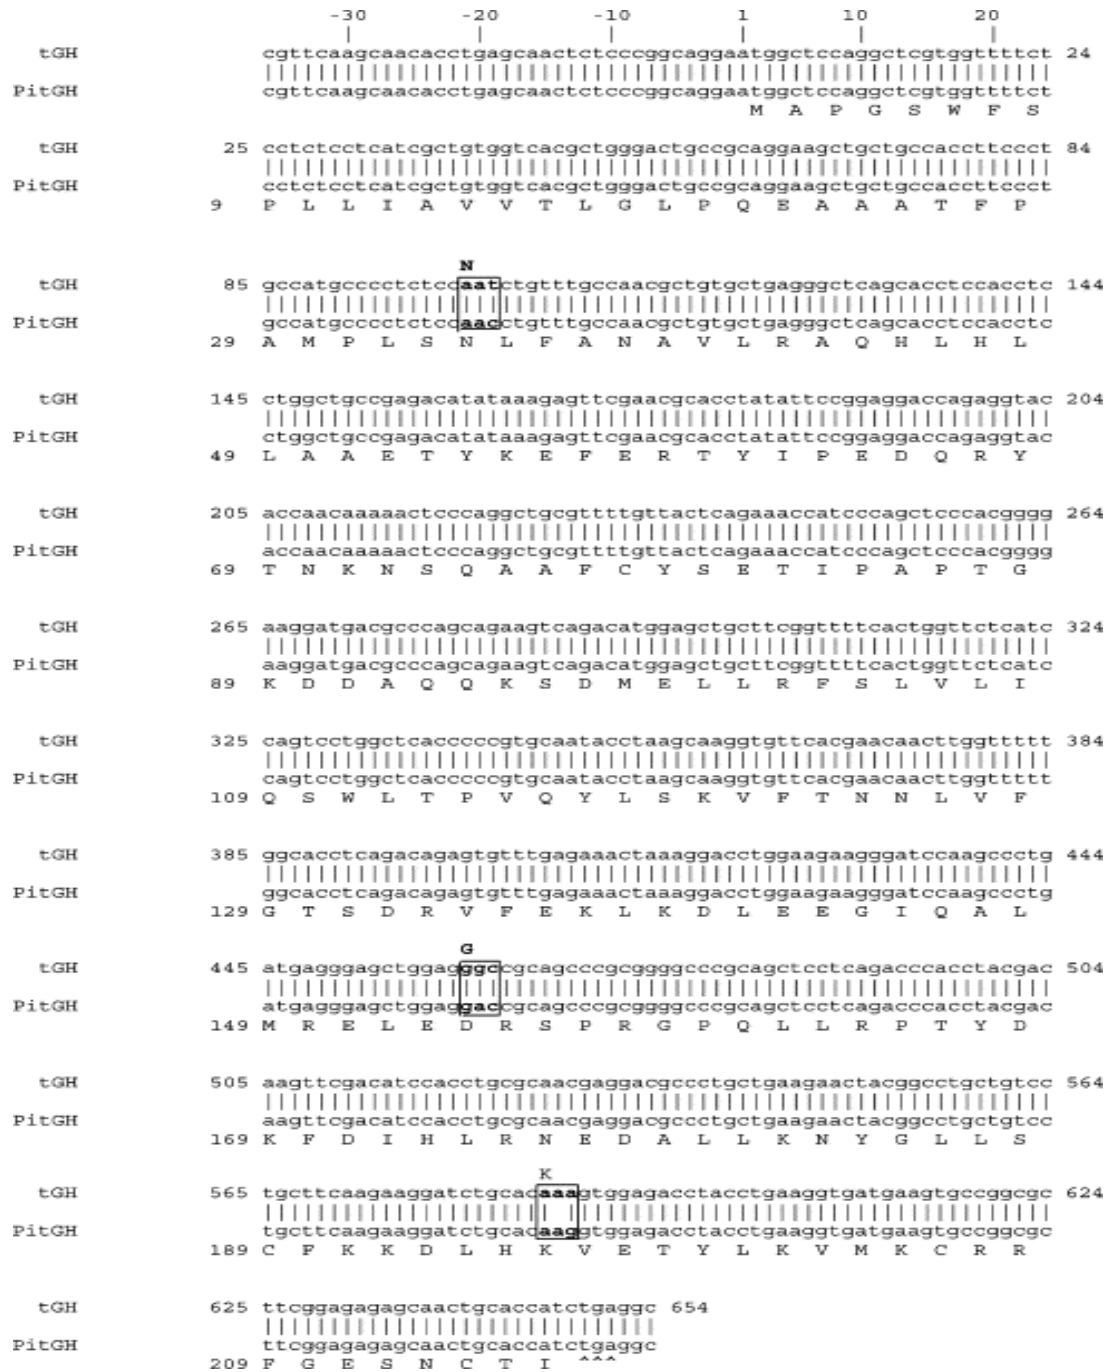 -30 -20 -10 1 10 20
tGH cgttcaagcaacacctgagcaactctcccggcaggaatggctccaggctcgtggttttct 24
PitGH cgttcaagcaacacctgagcaactctcccggcaggaatggctccaggctcgtggttttct
M A P G S W F S
tGH 25 cctctcctcatcgctgtggtcacgctgggactgccgcaggaagctgctgccaccttccct 84
PitGH cctctcctcatcgctgtggtcacgctgggactgccgcaggaagctgctgccaccttccct
9 P L L I A V V T L G L P Q E A A A T F P
N
tGH 85 gccatgcccctctccaatctgtttgccaacgctgtgctgagggctcagcacctccacctc 144
PitGH gccatgcccctctccaacctgtttgccaacgctgtgctgagggctcagcacctccacctc
29 A M P L S N L F A N A V L R A Q H L H L
tGH 145 ctggctgccgagacatataaagagttcgaacgcacctatattccggaggaccagaggtac 204
PitGH ctggctgccgagacatataaagagttcgaacgcacctatattccggaggaccagaggtac
49 L A A E T Y K E F E R T Y I P E D Q R Y
tGH 205 accaacaaaaactcccaggctgcgttttgttactcagaaaccatcccagctcccacgggg 264
PitGH accaacaaaaactcccaggctgcgttttgttactcagaaaccatcccagctcccacgggg
69 T N K N S Q A A F C Y S E T I P A P T G
tGH 265 aaggatgacgcccagcagaagtcagacatggagctgcttcggttttcactggttctcatc 324
PitGH aaggatgacgcccagcagaagtcagacatggagctgcttcggttttcactggttctcatc
89 K D D A Q Q K S D M E L L R F S L V L I
tGH 325 cagtcctggctcacccccgtgcaatacctaagcaaggtgttcacgaacaacttggttttt 384
PitGH cagtcctggctcacccccgtgcaatacctaagcaaggtgttcacgaacaacttggttttt
109 Q S W L T P V Q Y L S K V F T N N L V F
tGH 385 ggcacctcagacagagtgtttgagaaactaaaggacctggaagaagggatccaagccctg 444
PitGH ggcacctcagacagagtgtttgagaaactaaaggacctggaagaagggatccaagccctg
129 G T S D R V F E K L K D L E E G I Q A L
G
tGH 445 atgagggagctggagggccgcagcccgcggggcccgcagctcctcagacccacctacgac 504
PitGH atgagggagctggaggaccgcagcccgcggggcccgcagctcctcagacccacctacgac
149 M R E L E D R S P R G P Q L L R P T Y D
tGH 505 aagttcgacatccacctgcgcaacgaggacgccctgctgaagaactacggcctgctgtcc 564
PitGH aagttcgacatccacctgcgcaacgaggacgccctgctgaagaactacggcctgctgtcc
169 K F D I H L R N E D A L L K N Y G L L S
K
tGH 565 tgcttcaagaaggatctgcacaaagtggagacctacctgaaggtgatgaagtgccggcgc 624
PitGH tgcttcaagaaggatctgcacaaggtggagacctacctgaaggtgatgaagtgccggcgc
189 C F K K D L H K V E T Y L K V M K C R R
tGH 625 ttcggagagagcaactgcaccatctgaggc 654
PitGH ttcggagagagcaactgcaccatctgaggc
209 F G E S N C T I ^^^